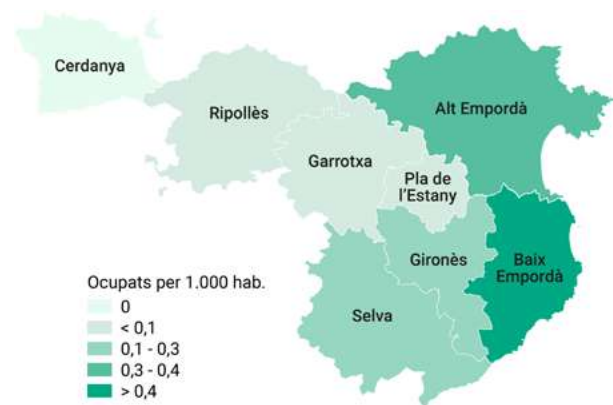 Cerdanya
Ripollès
Alt Empordà
Garrotxa
Pla de
l'Estany
Gironès
Baix
Empordà
Selva
Ocupats per 1.000 hab.
0
< 0,1
0,1 - 0,3
0,3 - 0,4
> 0,4